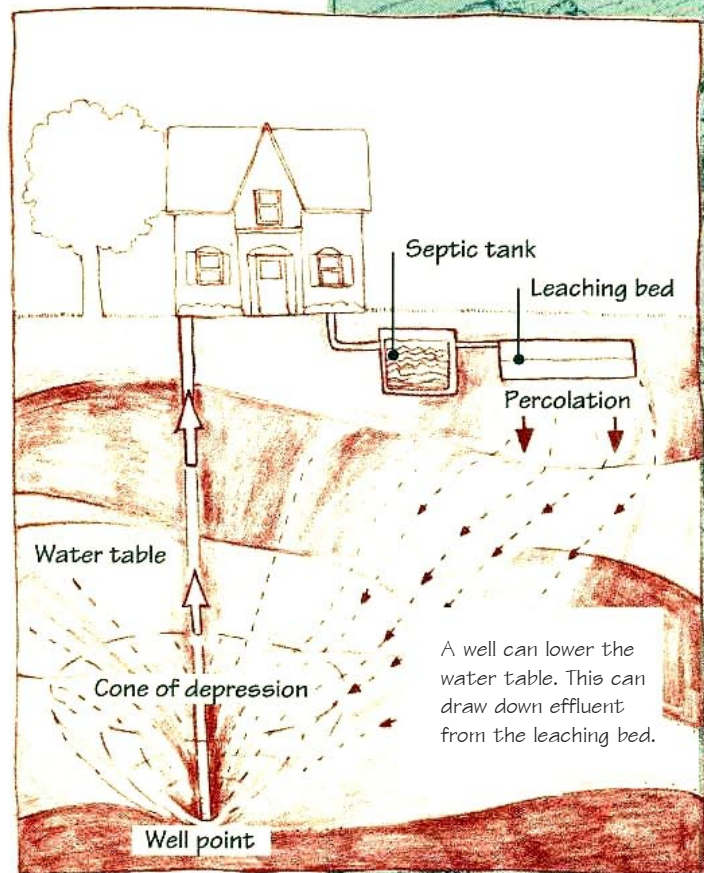 Septic tank
Leaching bed
Percolation
Water table
Cone of depression
A well can lower the
water table. This can
draw down effluent
from the leaching bed.
Well point